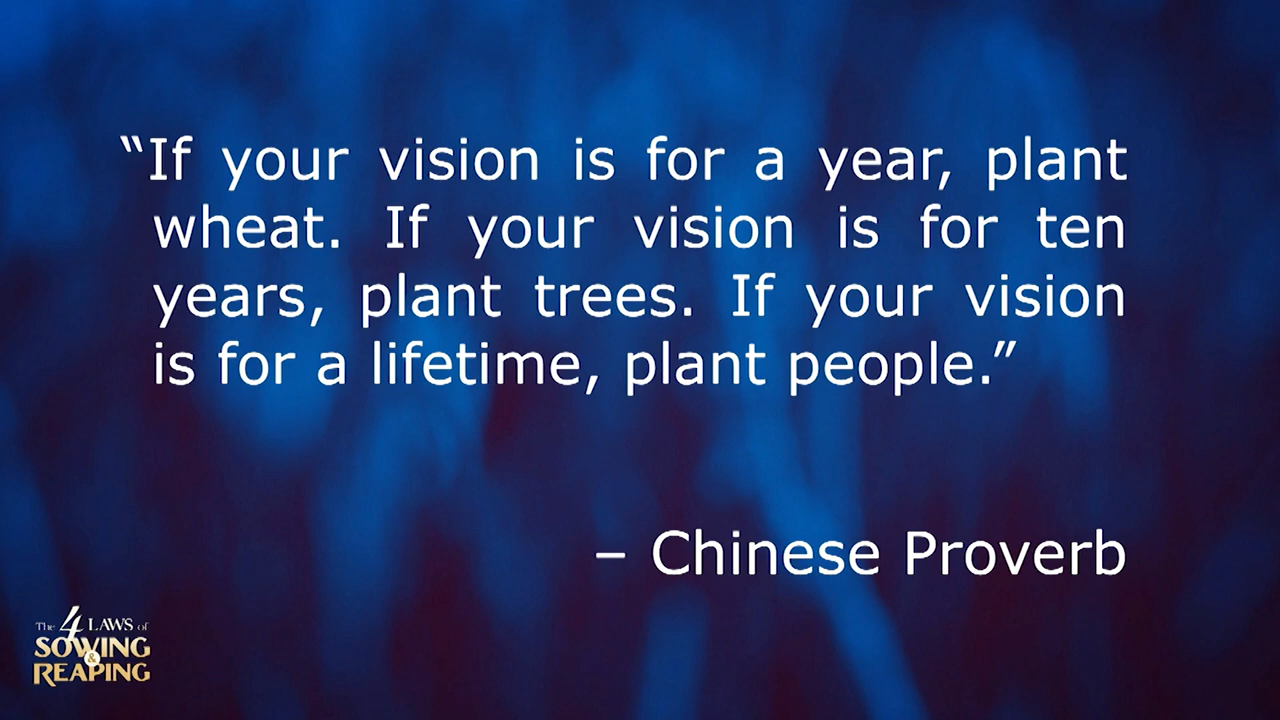 “If your vision is for a year, plant
wheat. If your vision is for ten
years, plant trees. If your vision
is for a lifetime, plant people.”
– Chinese Proverb
The 4 LAWS of
SOWING
&
REAPING